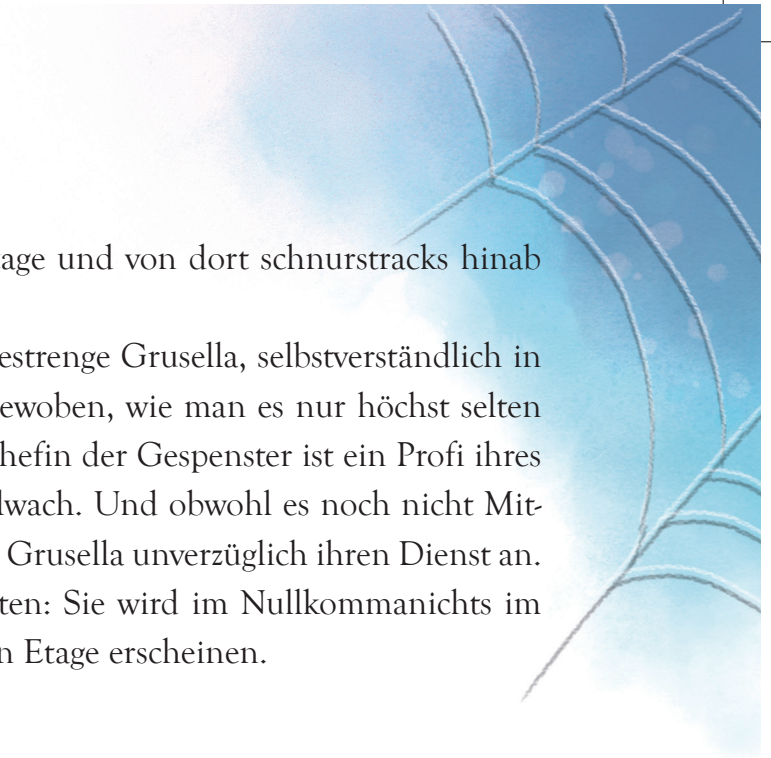 age und von dort schnurstracks hinab
estrenge Grusella, selbstverständlich in
ewoben, wie man es nur höchst selten
hefin der Gespenster ist ein Profi ihres
lwach. Und obwohl es noch nicht Mit-
Grusella unverzüglich ihren Dienst an.
ten: Sie wird im Nullkommanichts im
n Etage erscheinen.